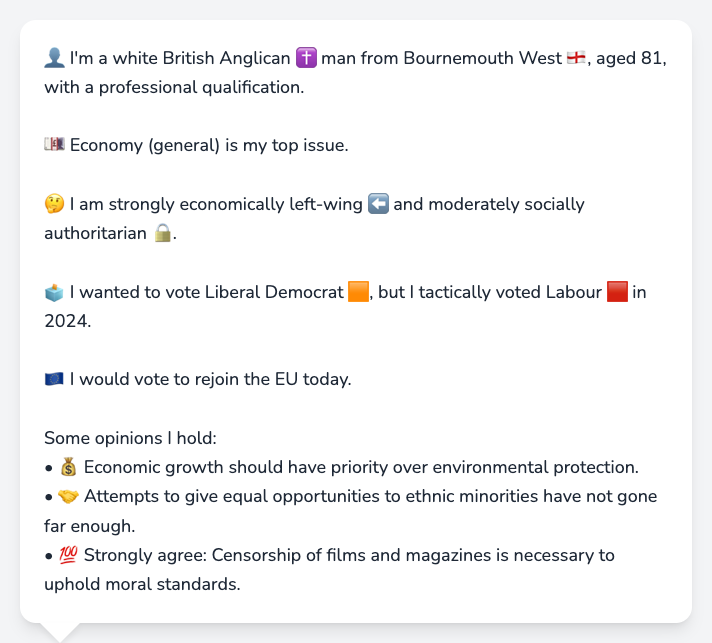 👤 I'm a white British Anglican ✝️ man from Bournemouth West 🏴󠁧󠁢󠁥󠁮󠁧󠁿, aged 81,
with a professional qualification.
💷 Economy (general) is my top issue.
🤔 I am strongly economically left-wing ⬅️ and moderately socially
authoritarian 🔒.
🗳️ I wanted to vote Liberal Democrat 🟧, but I tactically voted Labour 🟥 in
2024.
🇪🇺 I would vote to rejoin the EU today.
Some opinions I hold:
• 💰 Economic growth should have priority over environmental protection.
• 🤝 Attempts to give equal opportunities to ethnic minorities have not gone
far enough.
• 💯 Strongly agree: Censorship of films and magazines is necessary to
uphold moral standards.